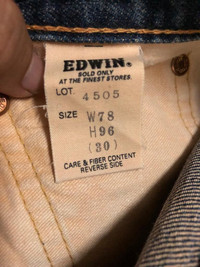 EDWIN.
SOLD ONLY
AT THE FINEST STORES.
LOT. 4505
SIZE W78
H96
(30)
CARE & FIBER CONTENT
REVERSE SIDE